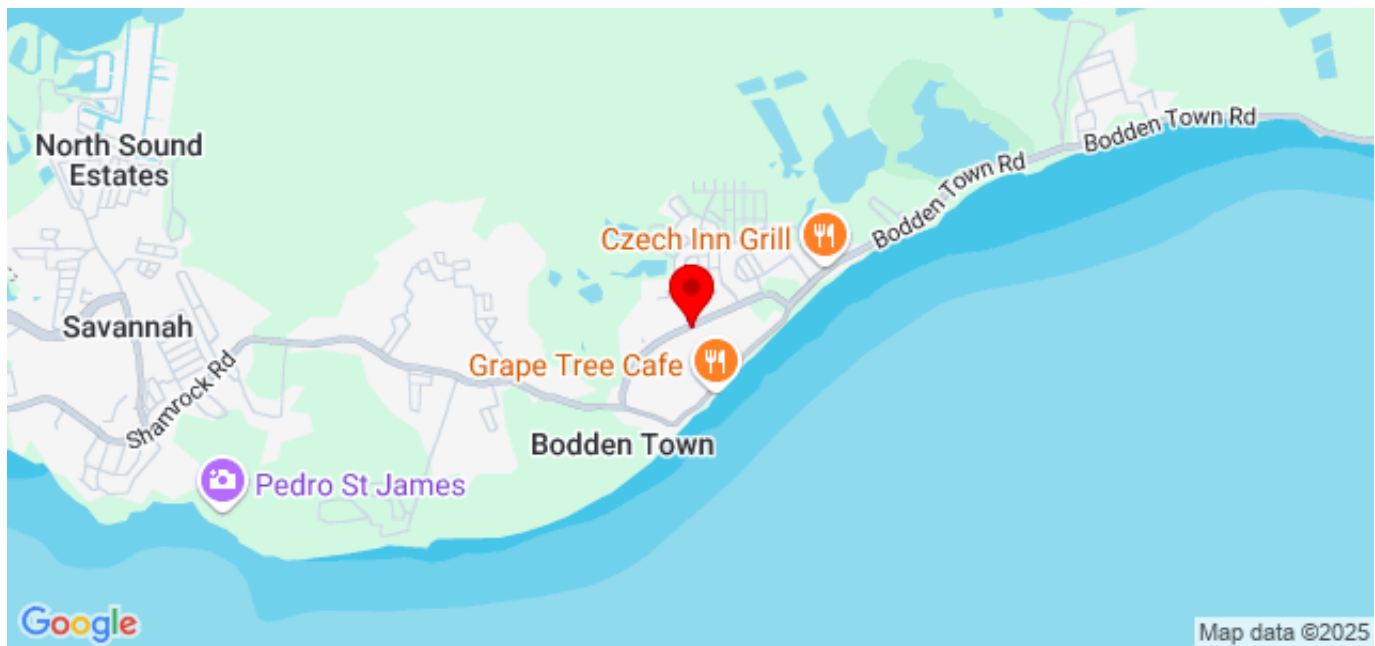 North Sound
Estates
Bodden Town Rd
Bodden Town Rd
Czech Inn Grill
Savannah
Shamrock Rd
Grape Tree Cafe
Bodden Town
Pedro St James
Google
Map data ©2025